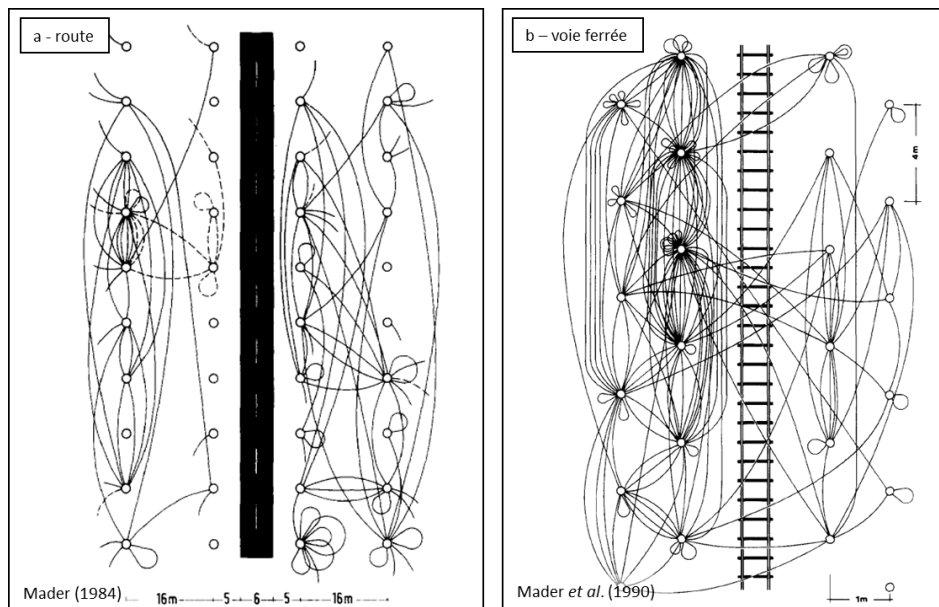 a - route
b – voie ferrée
4m
Mader (1984)
16m
5
6
5
16m
Mader et al. (1990)
1m